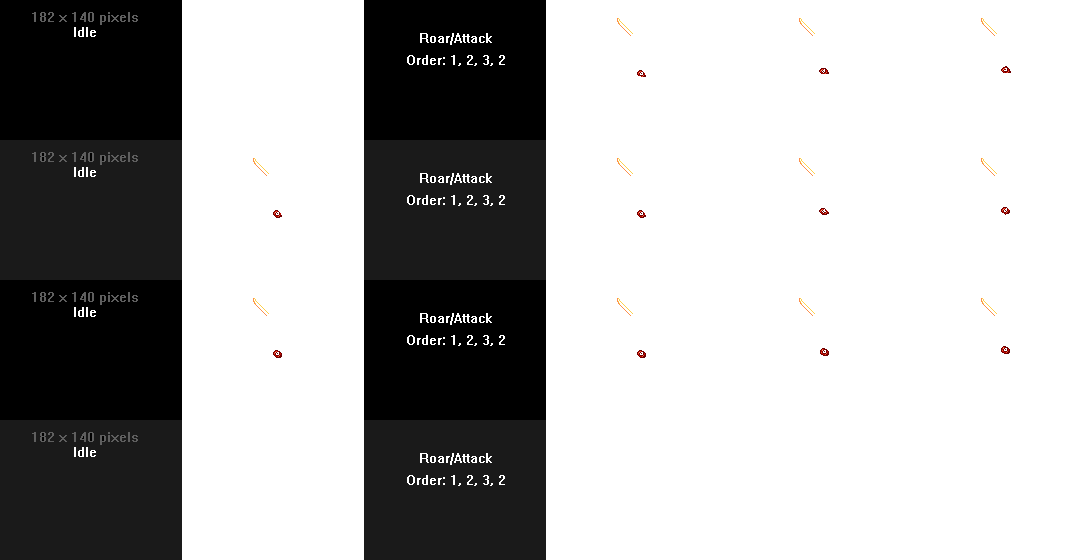 182 × 140 pixels
Idle
Roar/Attack
Order: 1, 2, 3, 2
182 × 140 pixels
Idle
Roar/Attack
Order: 1, 2, 3, 2
182 × 140 pixels
Idle
Roar/Attack
Order: 1, 2, 3, 2
182 × 140 pixels
Idle
Roar/Attack
Order: 1, 2, 3, 2